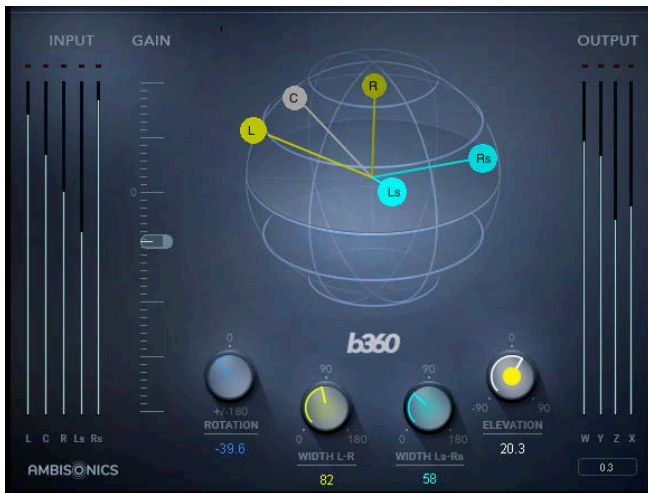 INPUT
GAIN
OUTPUT
R
C
L
Rs
Ls
0
b360
0
+/-180
ROTATION
-39.6
90
0 180
WIDTH L-R
82
90
0 180
WIDTH Ls-Rs
58
0
-90 90
ELEVATION
20.3
L C R Ls Rs
W Y Z X
AMBISONICS
0.3